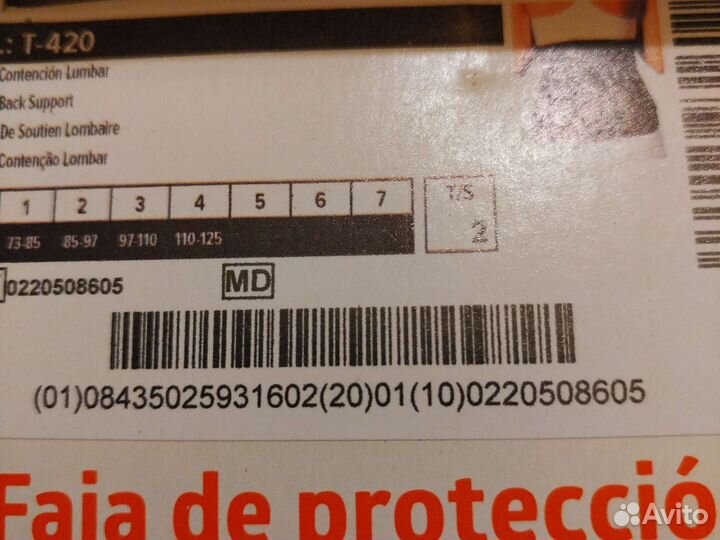 .: T-420
Contención Lumbar
Back Support
De Soutien Lombaire
Contenção Lombar
1 2 3 4 5 6 7
73-85 85-97 97-110 110-125
T/S
2
0220508605
MD
(01)08435025931602(20)01(10)0220508605
Faja de protecció
Avito